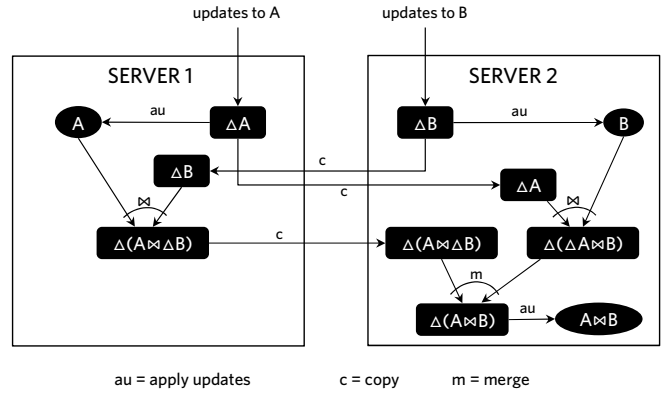 updates to A
updates to B
SERVER 1
SERVER 2
A
au
△A
△B
au
B
△B
c
c
△A
⋈
⋈
△(A⋈△B)
c
△(A⋈△B)
△(△A⋈B)
m
△(A⋈B)
au
A⋈B
au = apply updates
c = copy
m = merge